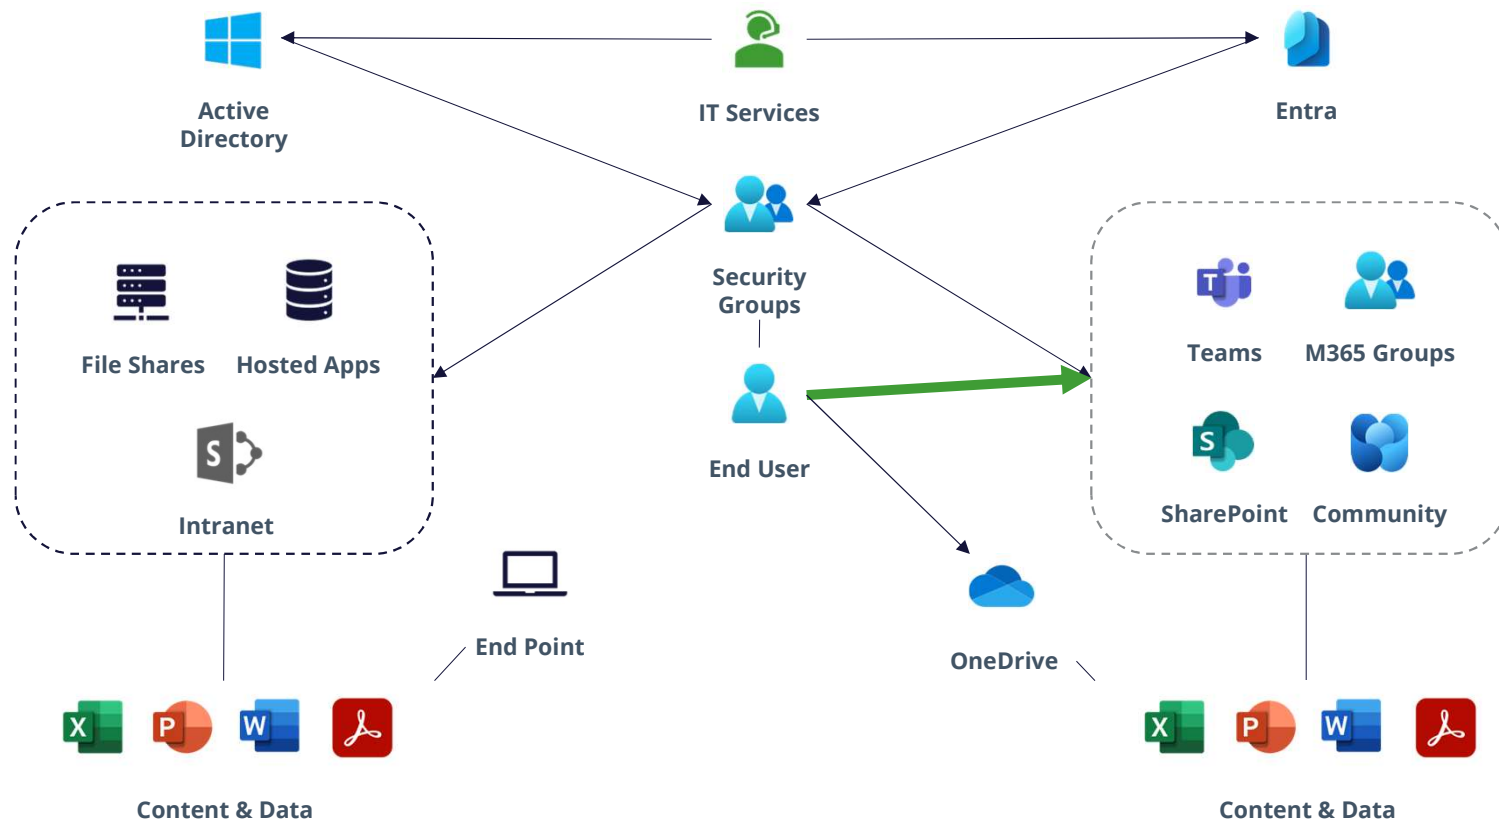 Active
Directory
IT Services
Entra
Security
Groups
File Shares
Hosted Apps
Teams
M365 Groups
T
S
Intranet
End User
S
SharePoint
Community
End Point
OneDrive
X
P
W
Content & Data
X
P
W
Content & Data